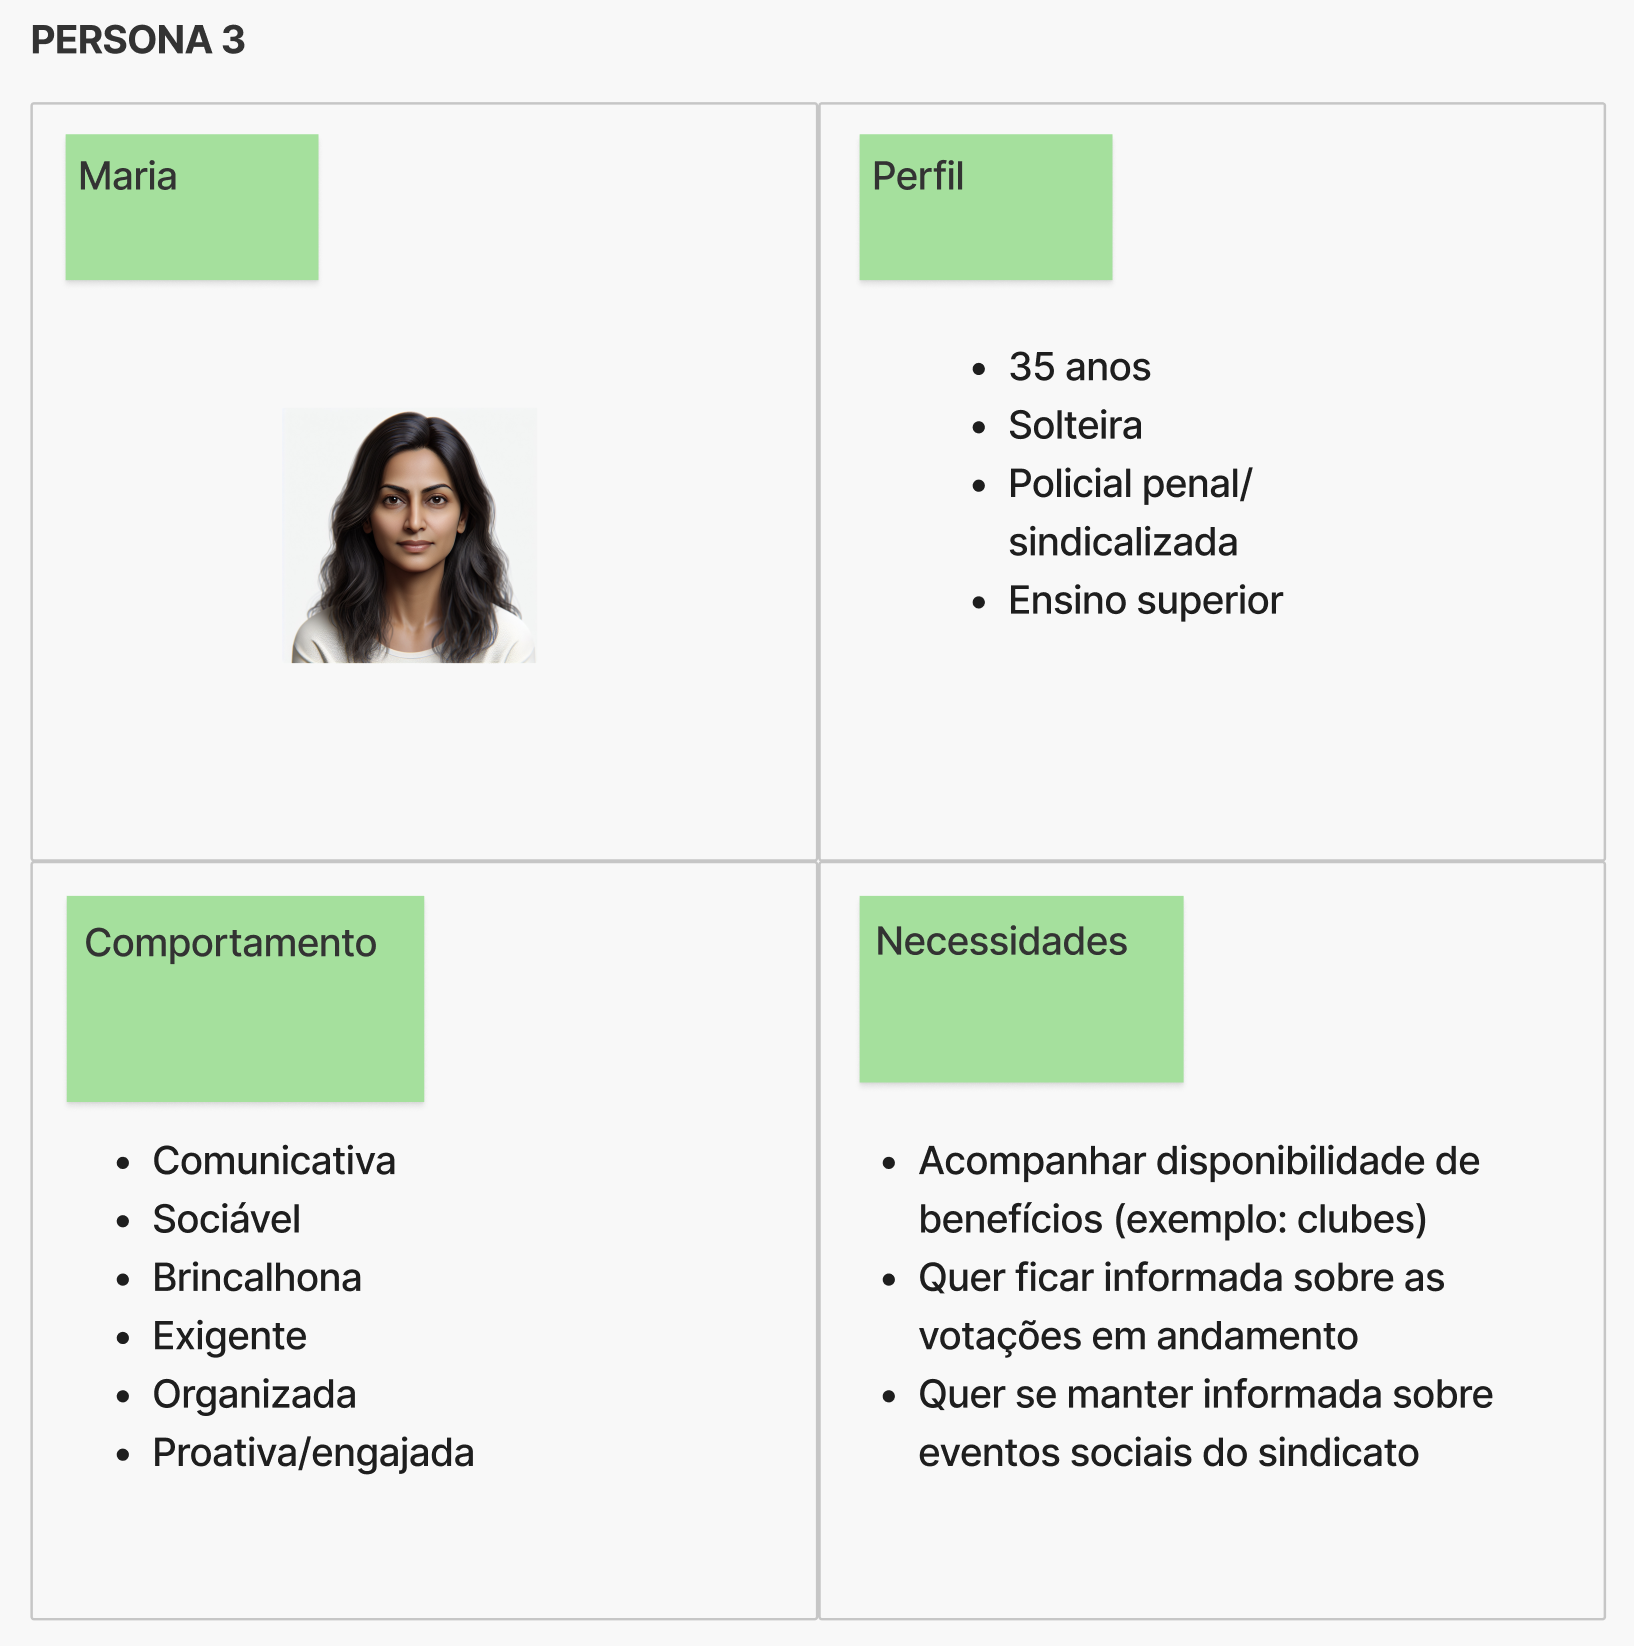 PERSONA 3
Maria
Perfil
• 35 anos
• Solteira
• Policial penal/
sindicalizada
• Ensino superior
Comportamento
• Comunicativa
• Sociável
• Brincalhona
• Exigente
• Organizada
• Proativa/engajada
Necessidades
• Acompanhar disponibilidade de
benefícios (exemplo: clubes)
• Quer ficar informada sobre as
votações em andamento
• Quer se manter informada sobre
eventos sociais do sindicato